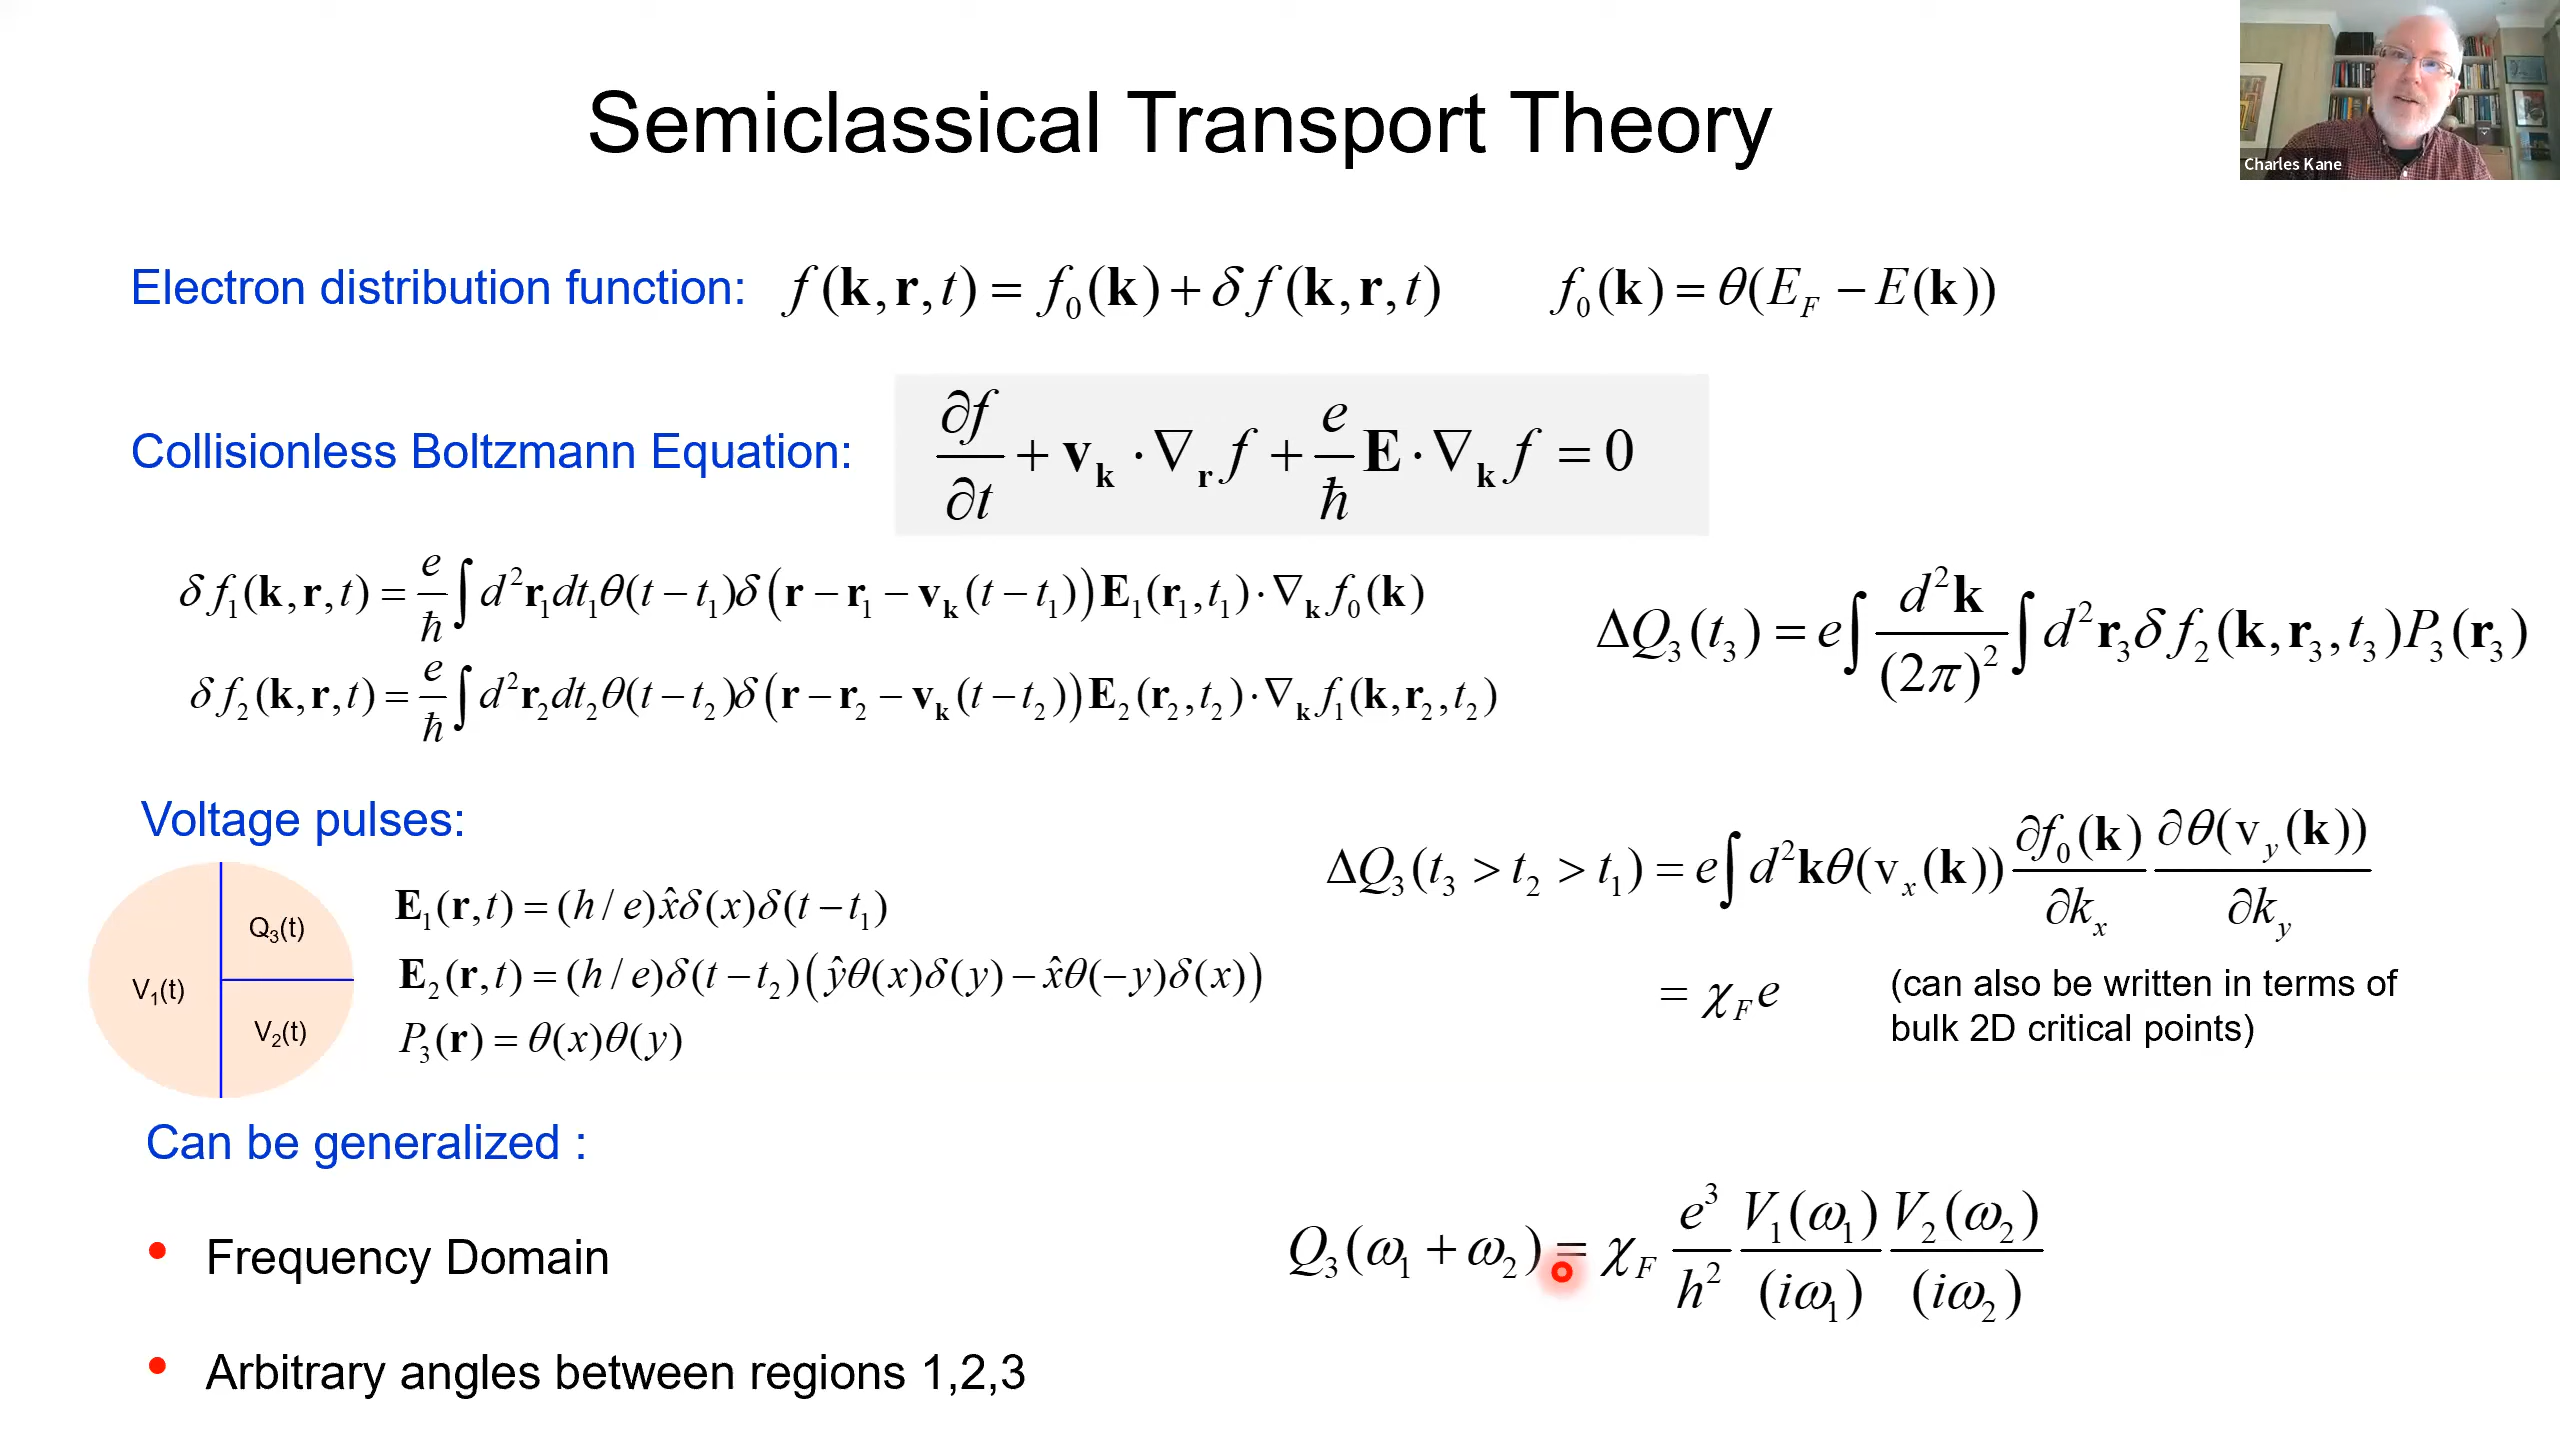 Semiclassical Transport Theory
Charles Kane
Electron distribution function: f(k,r,t) = f₀(k) + δf(k,r,t) f₀(k) = θ(E_F − E(k))
Collisionless Boltzmann Equation: ∂f/∂t + v_k · ∇_r f + e/ħ E · ∇_k f = 0
δf₁(k,r,t) = e/ħ ∫ d²r₁dt₁θ(t − t₁)δ(r − r₁ − v_k(t − t₁))E₁(r₁,t₁) · ∇_k f₀(k)
δf₂(k,r,t) = e/ħ ∫ d²r₂dt₂θ(t − t₂)δ(r − r₂ − v_k(t − t₂))E₂(r₂,t₂) · ∇_k f₁(k,r₂,t₂)
ΔQ₃(t₃) = e∫ d²k/(2π)² ∫ d²r₃δf₂(k,r₃,t₃)P₃(r₃)
Voltage pulses:
V₁(t)
Q₃(t)
V₂(t)
E₁(r,t) = (h / e)x̂δ(x)δ(t − t₁)
E₂(r,t) = (h / e)δ(t − t₂)(ŷθ(x)δ(y) − x̂θ(−y)δ(x))
P₃(r) = θ(x)θ(y)
ΔQ₃(t₃ > t₂ > t₁) = e∫ d²kθ(v_x(k)) ∂f₀(k)/∂k_x ∂θ(v_y(k))/∂k_y
= χ_F e
(can also be written in terms of
bulk 2D critical points)
Can be generalized :
• Frequency Domain
Q₃(ω₁ + ω₂) = χ_F e³/h² V₁(ω₁)/(iω₁) V₂(ω₂)/(iω₂)
• Arbitrary angles between regions 1,2,3